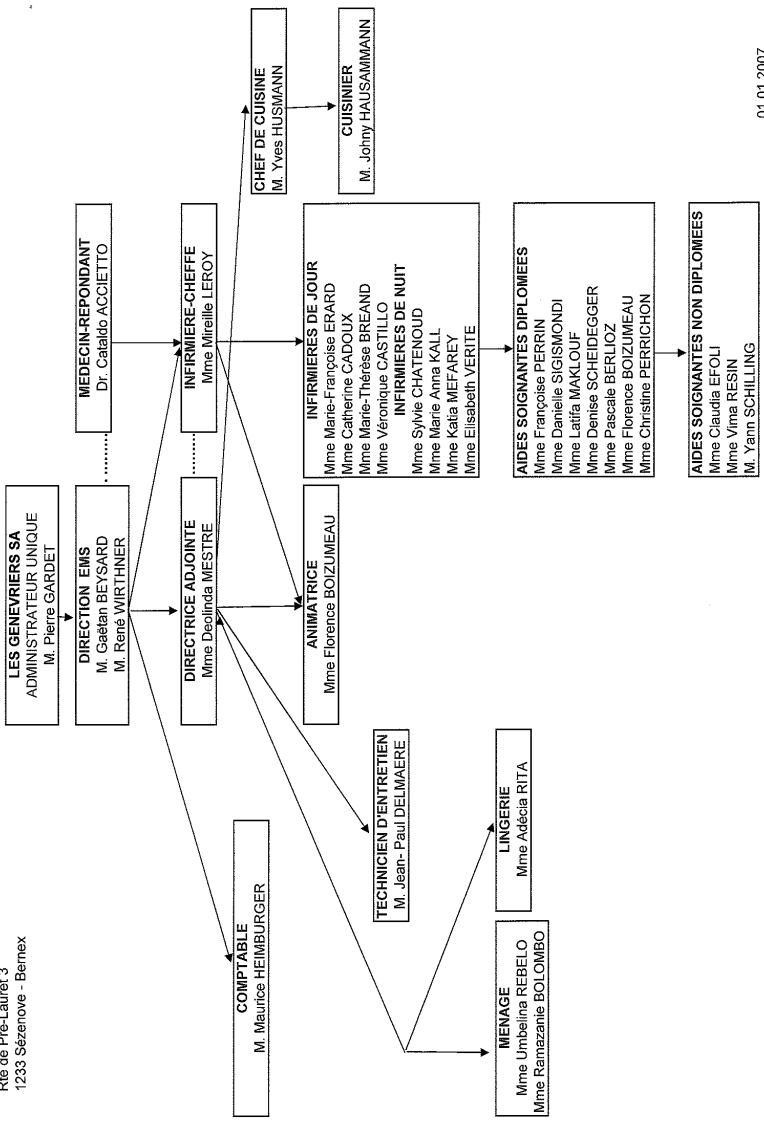 Rte de Pré-Lauret 3
1233 Sézenove - Bernex
LES GENEVRIERS SA
ADMINISTRATEUR UNIQUE
M. Pierre GARDET
DIRECTION EMS
M. Gaëtan BEYSARD
M. René WIRTHNER
MEDECIN-REPONDANT
Dr. Cataldo ACCIETTO
DIRECTRICE ADJOINTE
Mme Deolinda MESTRE
INFIRMIERE-CHEFFE
Mme Mireille LEROY
COMPTABLE
M. Maurice HEIMBURGER
CHEF DE CUISINE
M. Yves HUSMANN
ANIMATRICE
Mme Florence BOIZUMEAU
INFIRMIERES DE JOUR
Mme Marie-Françoise ERARD
Mme Catherine CADOUX
Mme Marie-Thérèse BREAND
Mme Véronique CASTILLO
INFIRMIERES DE NUIT
Mme Sylvie CHATENOUD
Mme Marie Anna KALL
Mme Katia MEFAREY
Mme Elisabeth VERITE
CUISINIER
M. Johny HAUSAMMANN
TECHNICIEN D'ENTRETIEN
M. Jean- Paul DELMAERE
MENAGE
Mme Umbelina REBELO
Mme Ramazanie BOLOMBO
LINGERIE
Mme Adécia RITA
AIDES SOIGNANTES DIPLOMEES
Mme Françoise PERRIN
Mme Danielle SIGISMONDI
Mme Latifa MAKLOUF
Mme Denise SCHEIDEGGER
Mme Pascale BERLIOZ
Mme Florence BOIZUMEAU
Mme Christine PERRICHON
AIDES SOIGNANTES NON DIPLOMEES
Mme Claudia EFOLI
Mme Vima RESIN
M. Yann SCHILLING
01.01.2007